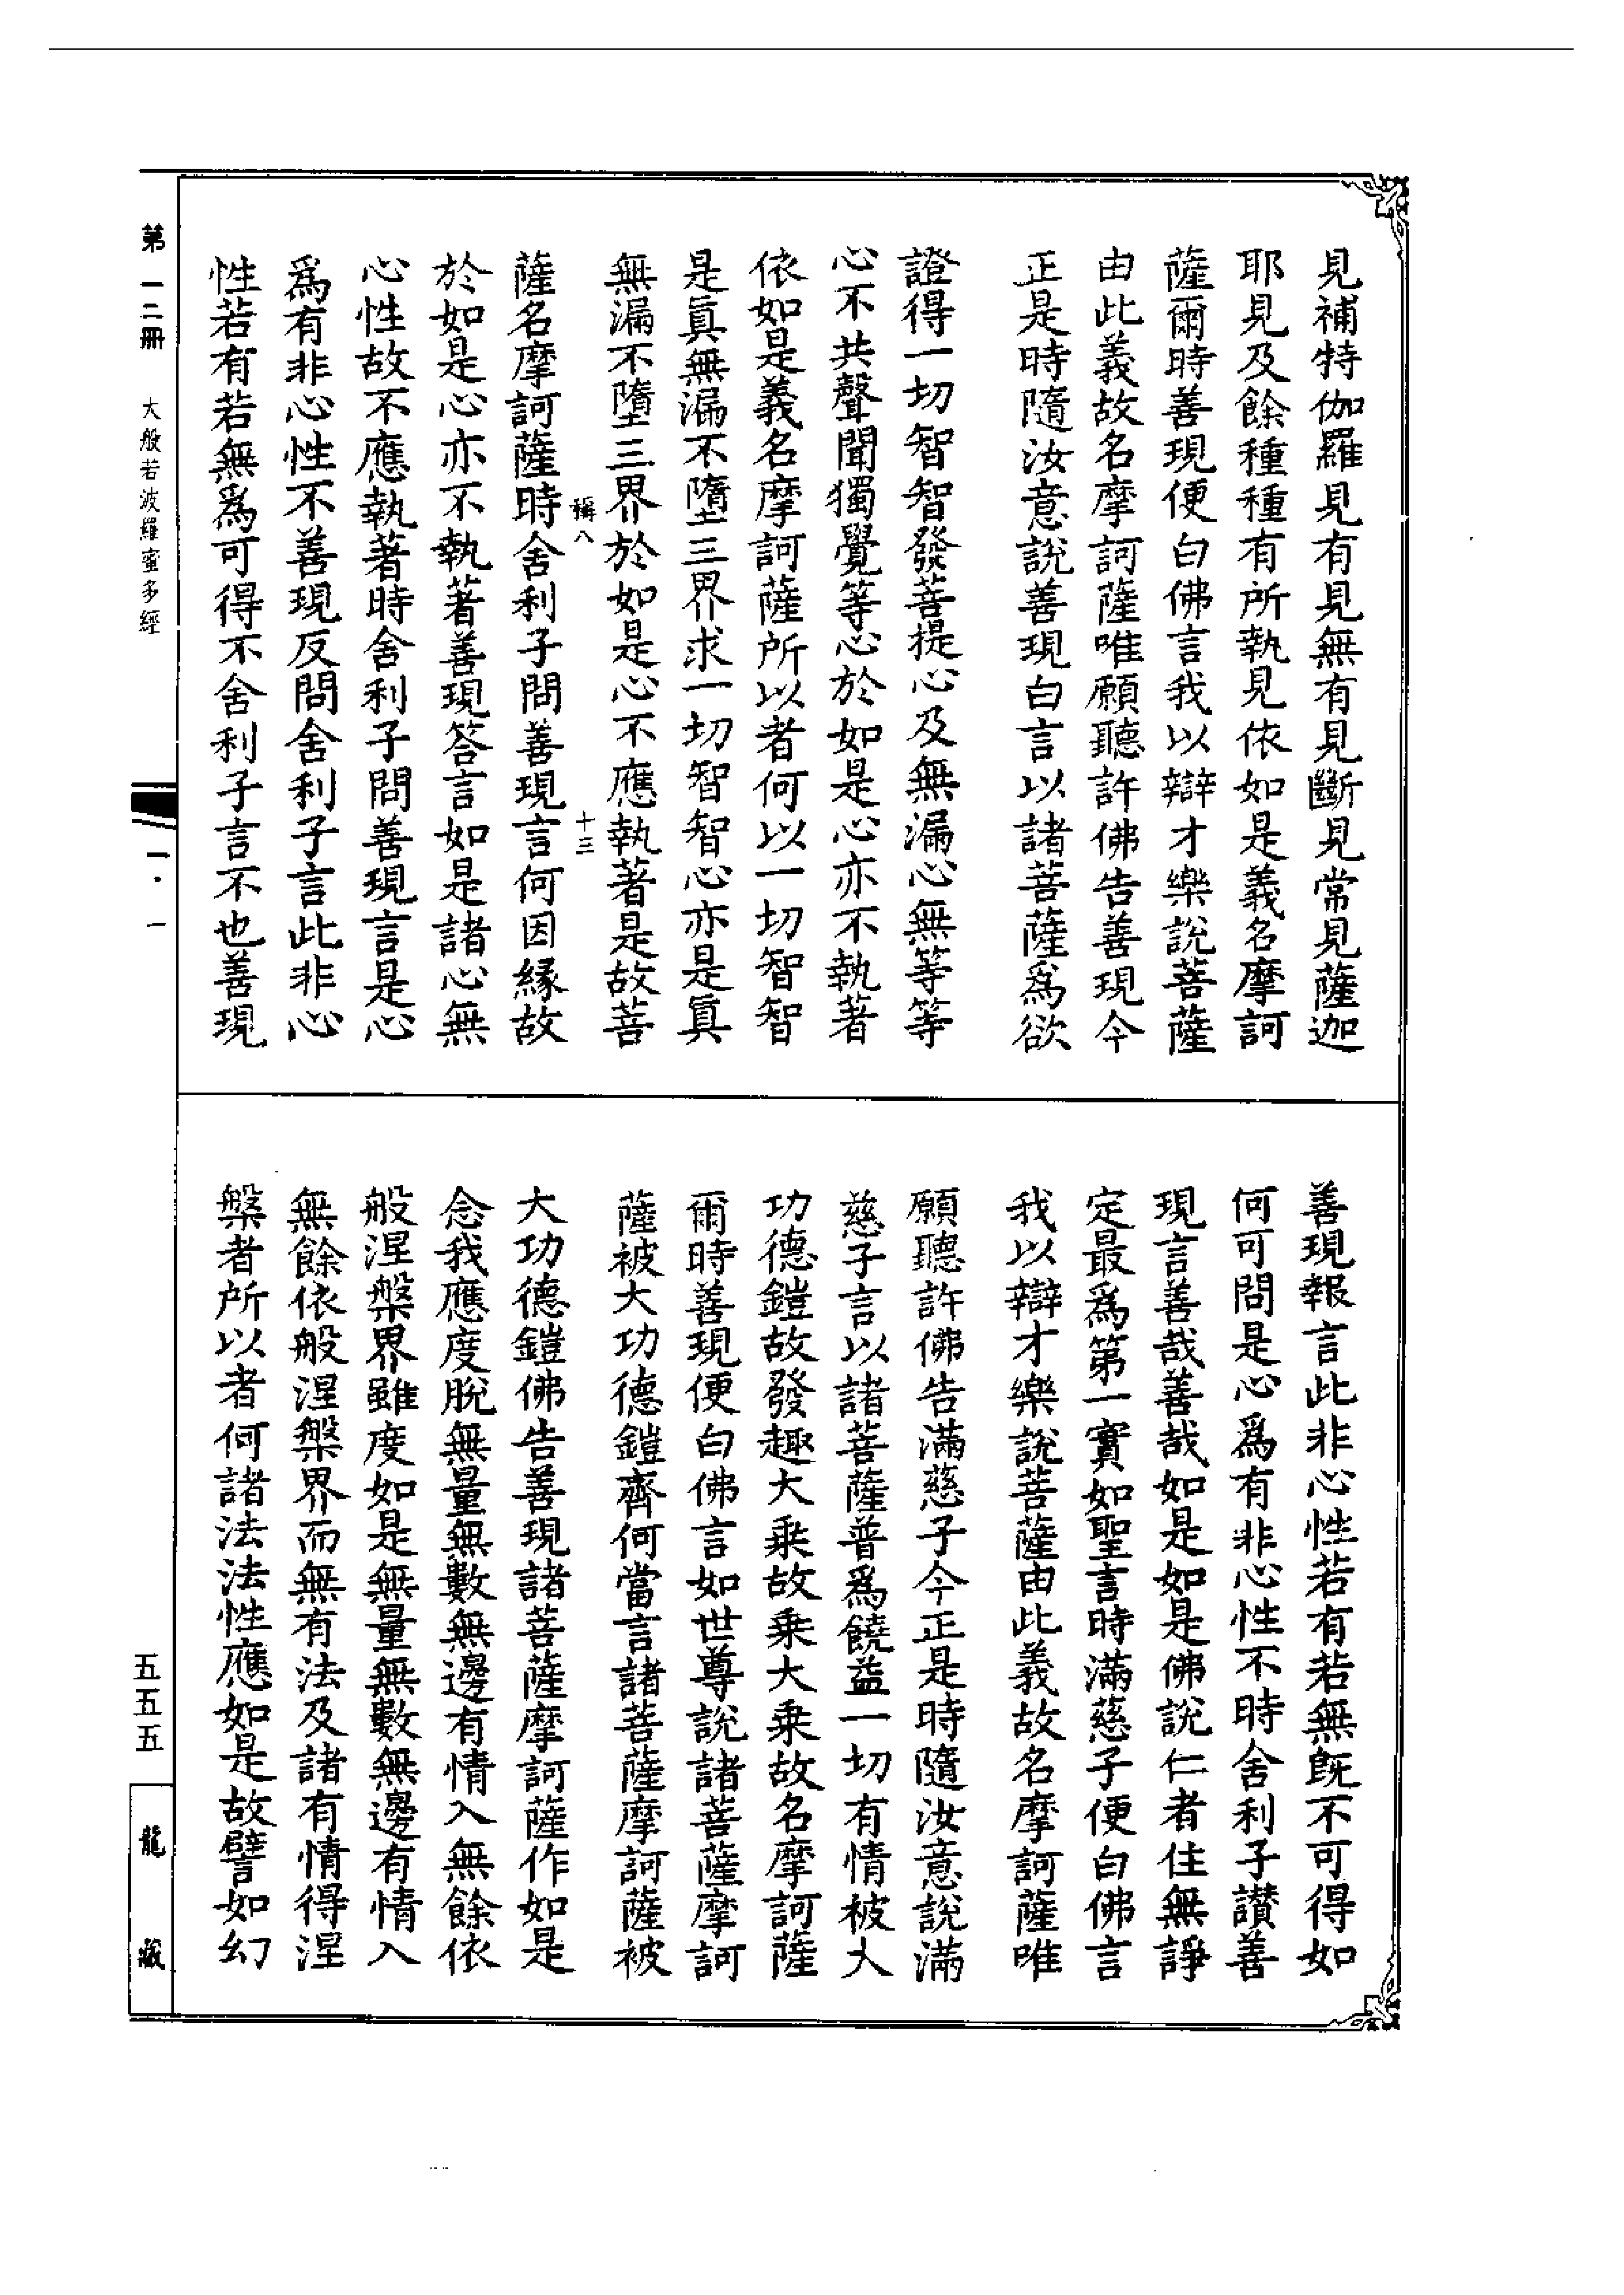 見補特伽羅見有見無有見斷見常見薩迦
耶見及餘種種有所執見依如是義名摩訶
薩爾時善現便白佛言我以辯才樂說菩薩
由此義故名摩訶薩唯願聽許佛告善現今
正是時隨汝意說善現白言以諸菩薩爲欲
證得一切智智發菩提心及無漏心無等等
心不共聲聞獨覺等心於如是心亦不執著
依如是義名摩訶薩所以者何以一切智智
是眞無漏不墮三界求一切智智心亦是眞
無漏不墮三界於如是心不應執著是故菩
稱八 十三
薩名摩訶薩時舍利子問善現言何因緣故
於如是心亦不執著善現答言如是諸心無
心性故不應執著時舍利子問善現言是心
爲有非心性不善現反問舍利子言此非心
性若有若無爲可得不舍利子言不也善現
善現報言此非心性若有若無旣不可得如
何可問是心爲有非心性不時舍利子讃善
現言善哉善哉如是如是佛說仁者住無諍
定最爲第一實如聖言時滿慈子便白佛言
我以辯才樂說菩薩由此義故名摩訶薩唯
願聽許佛告滿慈子今正是時隨汝意說滿
慈子言以諸菩薩普爲饒益一切有情被大
功德鎧故發趣大乘故乘大乘故名摩訶薩
爾時善現便白佛言如世尊說諸菩薩摩訶
薩被大功德鎧齊何當言諸菩薩摩訶薩被
大功德鎧佛告善現諸菩薩摩訶薩作如是
念我應度脫無量無數無邊有情入無餘依
般涅槃界雖度如是無量無數無邊有情入
無餘依般涅槃界而無有法及諸有情得涅
槃者所以者何諸法法性應如是故譬如幻
第一二冊 大般若波羅蜜多經 一·一 五五五 龍藏